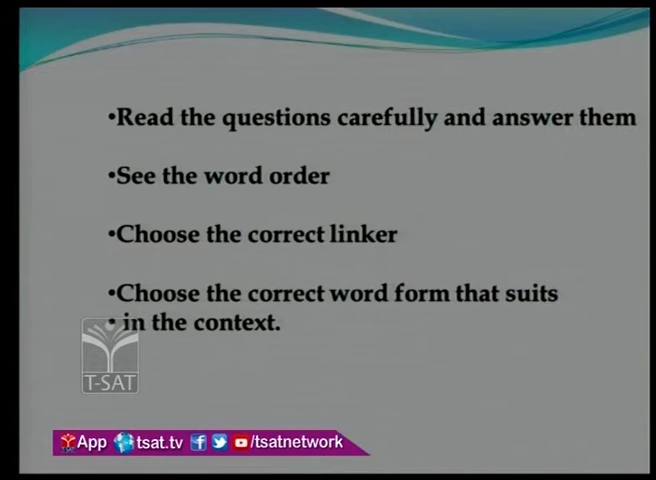 •Read the questions carefully and answer them
•See the word order
•Choose the correct linker
•Choose the correct word form that suits
• in the context.
T-SAT
App tsat.tv /tsatnetwork